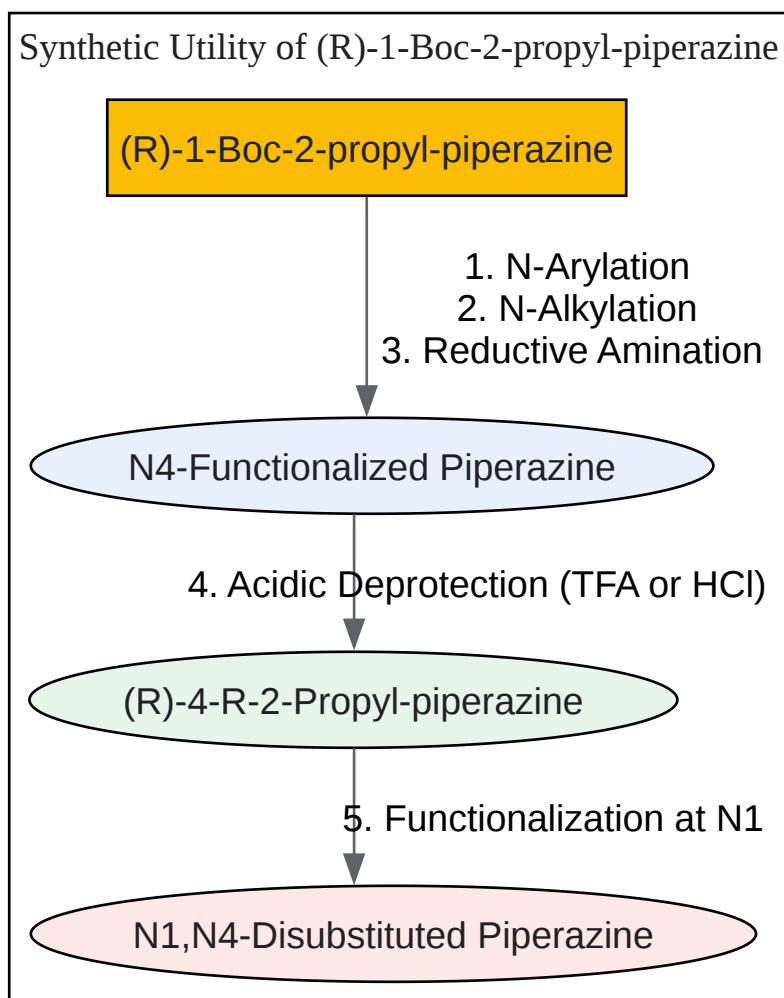 Synthetic Utility of (R)-1-Boc-2-propyl-piperazine
(R)-1-Boc-2-propyl-piperazine
1. N-Arylation
2. N-Alkylation
3. Reductive Amination
N4-Functionalized Piperazine
4. Acidic Deprotection (TFA or HCl)
(R)-4-R-2-Propyl-piperazine
5. Functionalization at N1
N1,N4-Disubstituted Piperazine